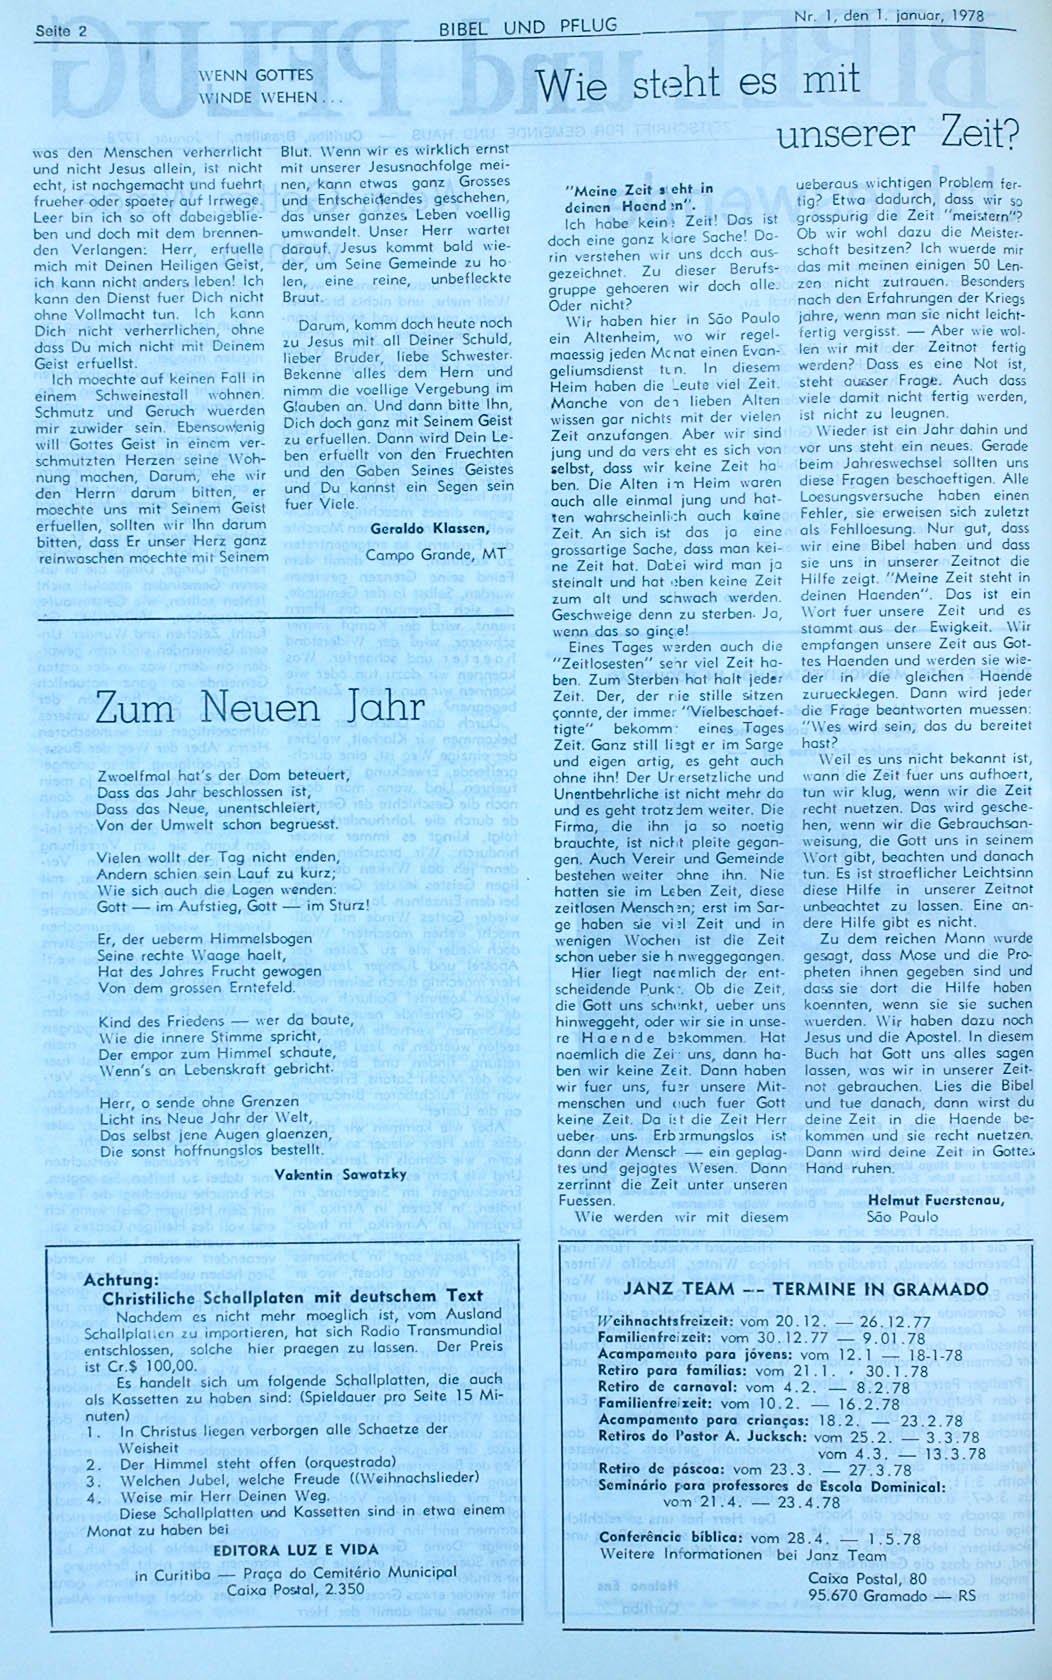 Seite 2
BIBEL UND PFLUG
Nr. 1, den 1. januar, 1978
WENN GOTTES
WINDE WEHEN...
was den Menschen verherrlicht
und nicht Jesus allein, ist nicht
echt, ist nachgemacht und fuehrt
frueher oder spaeter auf Irrwege.
Leer bin ich so oft dabeigeblie-
ben und doch mit dem brennen-
den Verlangen: Herr, erfuelle
mich mit Deinen Heiligen Geist,
ich kann nicht anders leben! Ich
kann den Dienst fuer Dich nicht
ohne Vollmacht tun. Ich kann
Dich nicht verherrlichen, ohne
dass Du mich nicht mit Deinem
Geist erfuellst.
Ich moechte auf keinen Fall in
einem Schweinestall wohnen.
Schmutz und Geruch wuerden
mir zuwider sein. Ebensowenig
will Gottes Geist in einem ver-
schmutzten Herzen seine Woh-
nung machen, Darum, ehe wir
den Herrn darum bitten, er
moechte uns mit Seinem Geist
erfuellen, sollten wir Ihn darum
bitten, dass Er unser Herz ganz
reinwaschen moechte mit Seinem
Blut. Wenn wir es wirklich ernst
mit unserer Jesusnachfolge mei-
nen, kann etwas ganz Grosses
und Entscheidendes geschehen,
das unser ganzes Leben voellig
umwandelt. Unser Herr wartet
darauf. Jesus kommt bald wie-
der, um Seine Gemeinde zu ho-
len, eine reine, unbefleckte
Braut.
Darum, komm doch heute noch
zu Jesus mit all Deiner Schuld,
lieber Bruder, liebe Schwester.
Bekenne alles dem Hern und
nimm die voellige Vergebung im
Glauben an. Und dann bitte Ihn,
Dich doch ganz mit Seinem Geist
zu erfuellen. Dann wird Dein Le-
ben erfuellt von den Fruechten
und den Gaben Seines Geistes
und Du kannst ein Segen sein
fuer Viele.
Geraldo Klassen,
Campo Grande, MT
Zum Neuen Jahr
Zwoelfmal hat's der Dom beteuert,
Dass das Jahr beschlossen ist,
Dass das Neue, unentschleiert,
Von der Umwelt schon begruesst.
Vielen wollt der Tag nicht enden,
Andern schien sein Lauf zu kurz;
Wie sich auch die Lagen wenden:
Gott — im Aufstieg, Gott — im Sturz!
Er, der ueberm Himmelsbogen
Seine rechte Waage haelt,
Hat des Jahres Frucht gewogen
Von dem grossen Erntefeld.
Kind des Friedens — wer da baute,
Wie die innere Stimme spricht,
Der empor zum Himmel schaute,
Wenn's an Lebenskraft gebricht.
Herr, o sende ohne Grenzen
Licht ins Neue Jahr der Welt,
Das selbst jene Augen glaenzen,
Die sonst hoffnungslos bestellt.
Valentin Sawatzky
Achtung:
Christiliche Schallplaten mit deutschem Text
Nachdem es nicht mehr moeglich ist, vom Ausland
Schallplatten zu importieren, hat sich Radio Transmundial
entschlossen, solche hier praegen zu lassen. Der Preis
ist Cr.$ 100,00.
Es handelt sich um folgende Schallplatten, die auch
als Kassetten zu haben sind: (Spieldauer pro Seite 15 Mi-
nuten)
1. In Christus liegen verborgen alle Schaetze der
Weisheit
2. Der Himmel steht offen (orquestrada)
3. Welchen Jubel, welche Freude ((Weihnachslieder)
4. Weise mir Herr Deinen Weg.
Diese Schallplatten und Kassetten sind in etwa einem
Monat zu haben bei
EDITORA LUZ E VIDA
in Curitiba — Praça do Cemitério Municipal
Caixa Postal, 2.350
Wie steht es mit
unserer Zeit?
"Meine Zeit steht in
deinen Haenden".
Ich habe keine Zeit! Das ist
doch eine ganz klare Sache! Da-
rin verstehen wir uns doch aus-
gezeichnet. Zu dieser Berufs-
gruppe gehoeren wir doch alle.
Oder nicht?
Wir haben hier in São Paulo
ein Altenheim, wo wir regel-
maessig jeden Monat einen Evan-
geliumsdienst tun. In diesem
Heim haben die Leute viel Zeit.
Manche von den lieben Alten
wissen gar nichts mit der vielen
Zeit anzufangen. Aber wir sind
jung und da versteht es sich von
selbst, dass wir keine Zeit ha-
ben. Die Alten im Heim waren
auch alle einmal jung und hat-
ten wahrscheinlich auch keine
Zeit. An sich ist das ja eine
grossartige Sache, dass man kei-
ne Zeit hat. Dabei wird man ja
steinalt und hat eben keine Zeit
zum alt und schwach werden.
Geschweige denn zu sterben. Ja,
wenn das so ginge!
Eines Tages werden auch die
"Zeitlosesten" sehr viel Zeit ha-
ben. Zum Sterben hat halt jeder
Zeit. Der, der nie stille sitzen
çonnte, der immer "Vielbeschaef-
tigte" bekommt eines Tages
Zeit. Ganz still liegt er im Sarge
und eigen artig, es geht auch
ohne ihn! Der Unersetzliche und
Unentbehrliche ist nicht mehr da
und es geht trotzdem weiter. Die
Firma, die ihn ja so noetig
brauchte, ist nicht pleite gegan-
gen. Auch Verein und Gemeinde
bestehen weiter ohne ihn. Nie
hatten sie im Leben Zeit, diese
zeitlosen Menschen; erst im Sar-
ge haben sie viel Zeit und in
wenigen Wochen ist die Zeit
schon ueber sie hinweggegangen.
Hier liegt naemlich der ent-
scheidende Punkt. Ob die Zeit,
die Gott uns schenkt, ueber uns
hinweggeht, oder wir sie in unse-
re Haende bekommen. Hat
naemlich die Zeit uns, dann ha-
ben wir keine Zeit. Dann haben
wir fuer uns, fuer unsere Mit-
menschen und auch fuer Gott
keine Zeit. Da ist die Zeit Herr
ueber uns. Erbarmungslos ist
dann der Mensch — ein geplag-
tes und gejagtes Wesen. Dann
zerrinnt die Zeit unter unseren
Fuessen.
Wie werden wir mit diesem
ueberaus wichtigen Problem fer-
tig? Etwa dadurch, dass wir so
grosspurig die Zeit "meistern"?
Ob wir wohl dazu die Meister-
schaft besitzen? Ich wuerde mir
das mit meinen einigen 50 Len-
zen nicht zutrauen. Besonders
nach den Erfahrungen der Kriegs
jahre, wenn man sie nicht leicht-
fertig vergisst. — Aber wie wol-
len wir mit der Zeitnot fertig
werden? Dass es eine Not ist,
steht ausser Frage. Auch dass
viele damit nicht fertig werden,
ist nicht zu leugnen.
Wieder ist ein Jahr dahin und
vor uns steht ein neues. Gerade
beim Jahreswechsel sollten uns
diese Fragen beschaeftigen. Alle
Loesungsversuche haben einen
Fehler, sie erweisen sich zuletzt
als Fehlloesung. Nur gut, dass
wir eine Bibel haben und dass
sie uns in unserer Zeitnot die
Hilfe zeigt. "Meine Zeit steht in
deinen Haenden". Das ist ein
Wort fuer unsere Zeit und es
stammt aus der Ewigkeit. Wir
empfangen unsere Zeit aus Got-
tes Haenden und werden sie wie-
der in die gleichen Haende
zuruecklegen. Dann wird jeder
die Frage beantworten muessen:
"Wes wird sein, das du bereitet
hast?
Weil es uns nicht bekannt ist,
wann die Zeit fuer uns aufhoert,
tun wir klug, wenn wir die Zeit
recht nuetzen. Das wird gesche-
hen, wenn wir die Gebrauchsan-
weisung, die Gott uns in seinem
Wort gibt, beachten und danach
tun. Es ist straeflicher Leichtsinn
diese Hilfe in unserer Zeitnot
unbeachtet zu lassen. Eine an-
dere Hilfe gibt es nicht.
Zu dem reichen Mann wurde
gesagt, dass Mose und die Pro-
pheten ihnen gegeben sind und
dass sie dort die Hilfe haben
koennten, wenn sie sie suchen
wuerden. Wir haben dazu noch
Jesus und die Apostel. In diesem
Buch hat Gott uns alles sagen
lassen, was wir in unserer Zeit-
not gebrauchen. Lies die Bibel
und tue danach, dann wirst du
deine Zeit in die Haende be-
kommen und sie recht nuetzen.
Dann wird deine Zeit in Gottes
Hand ruhen.
Helmut Fuerstenau,
São Paulo
JANZ TEAM –– TERMINE IN GRAMADO
Weihnachtsfreizeit: vom 20.12. — 26.12.77
Familienfreizeit: vom 30.12.77 — 9.01.78
Acampamento para jóvens: vom 12.1 — 18-1-78
Retiro para famílias: vom 21.1. - 30.1.78
Retiro de carnaval: vom 4.2. — 8.2.78
Familienfreizeit: vom 10.2. — 16.2.78
Acampamento para crianças: 18.2. — 23.2.78
Retiros do Pastor A. Jucksch: vom 25.2. — 3.3.78
vom 4.3. — 13.3.78
Retiro de páscoa: vom 23.3. — 27.3.78
Seminário para professores de Escola Dominical:
vom 21.4. — 23.4.78
Conferência bíblica: vom 28.4. — 1.5.78
Weitere Informationen bei Janz Team
Caixa Postal, 80
95.670 Gramado — RS